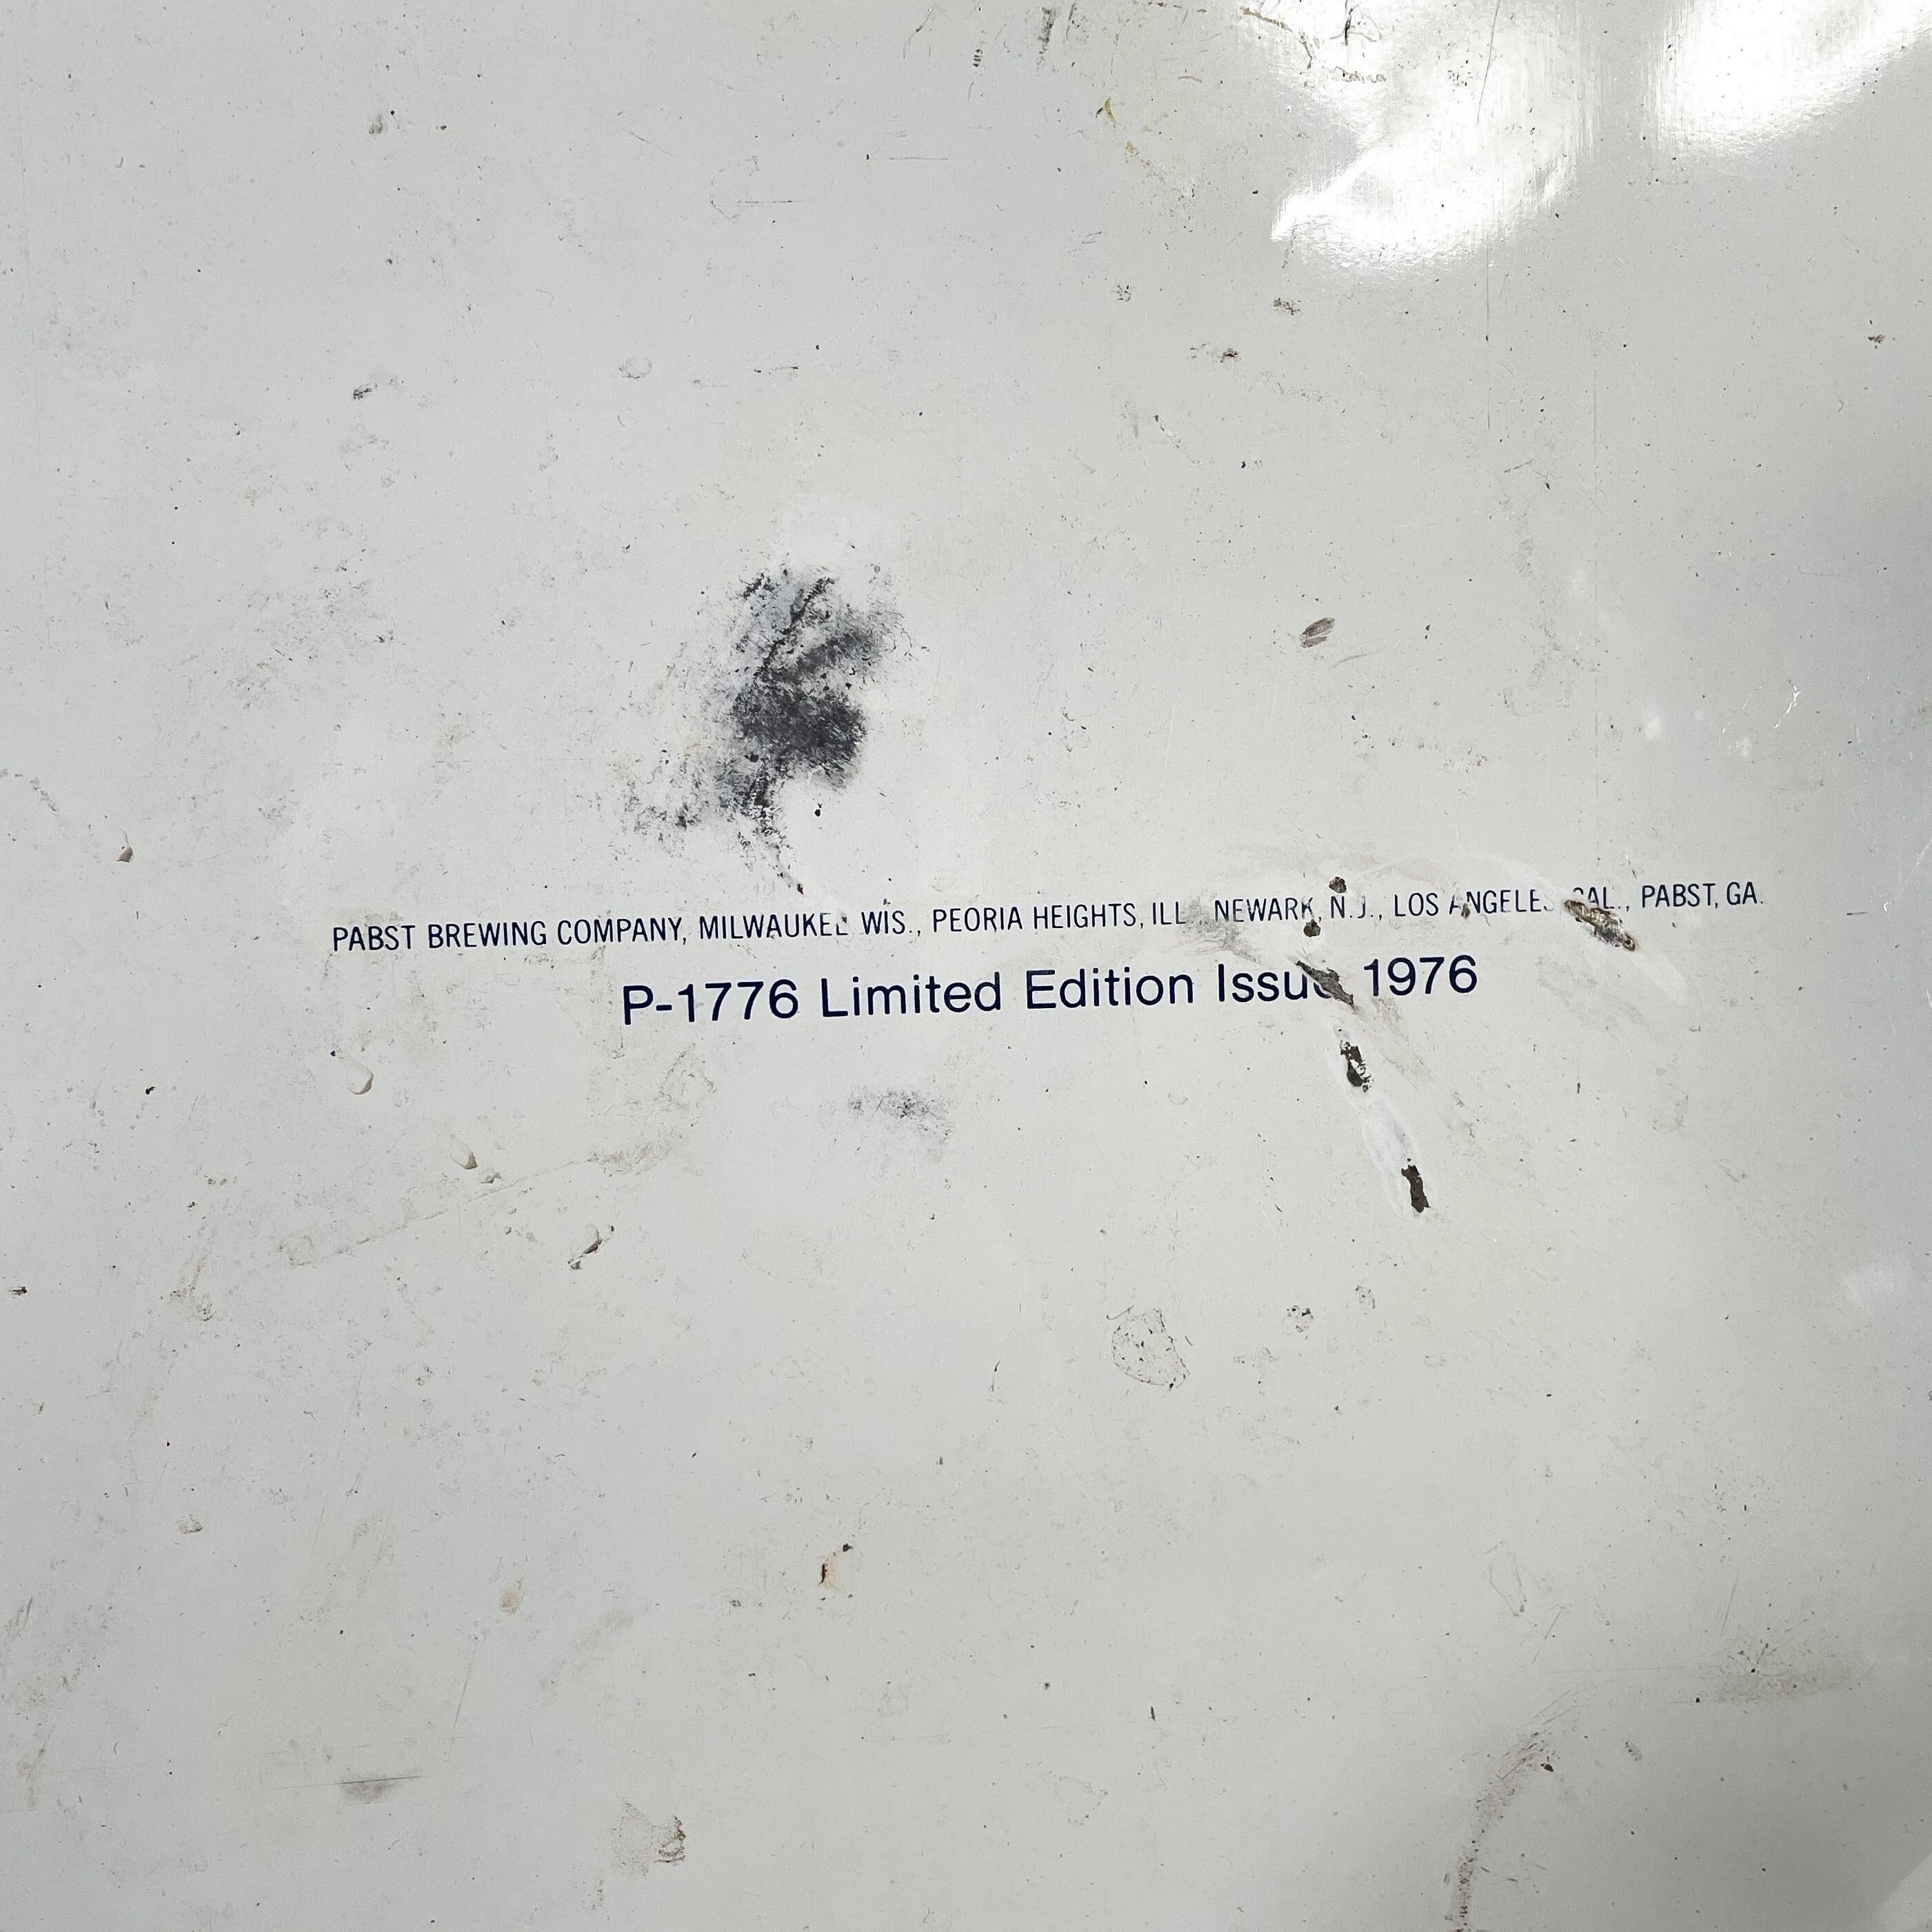 PABST BREWING COMPANY, MILWAUKEE WIS., PEORIA HEIGHTS, ILL., NEWARK, N.J., LOS ANGELES, CAL., PABST, GA.
P-1776 Limited Edition Issue 1976